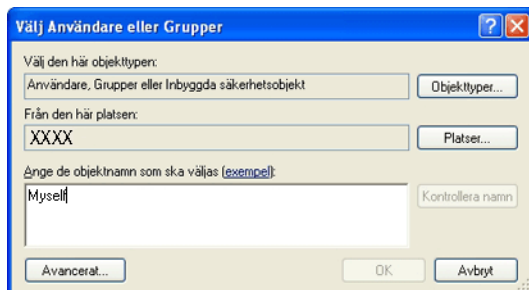 Välj Användare eller Grupper
Välj den här objekttypen:
Användare, Grupper eller Inbyggda säkerhetsobjekt
Objekttyper...
Från den här platsen:
XXXX
Platser...
Ange de objektnamn som ska väljas (exempel):
Myself
Kontrollera namn
Avancerat...
OK
Avbryt